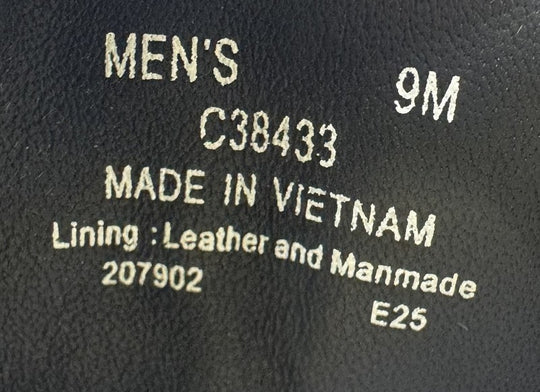 MEN'S 9M
C38433
MADE IN VIETNAM
Lining : Leather and Manmade
207902 E25